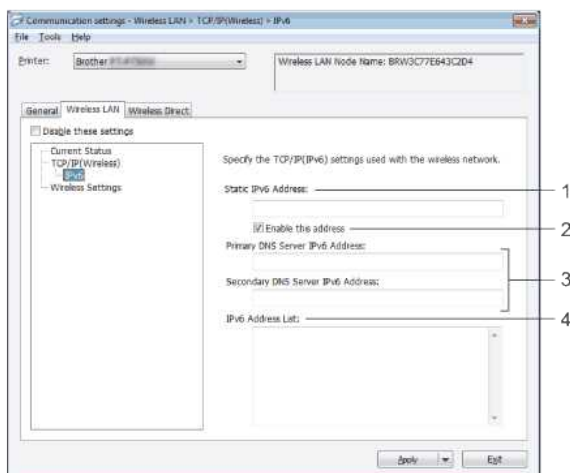 Communication settings - Wireless LAN > TCP/IP(Wireless) > IPv6
File Tools Help
Printer: Brother
Wireless LAN Node Name: BRW3C77E643C2D4
General Wireless LAN Wireless Direct
Disable these settings
Current Status
TCP/IP(Wireless)
IPv6
Wireless Settings
Specify the TCP/IP(IPv6) settings used with the wireless network.
Static IPv6 Address:
1
Enable this address
2
Primary DNS Server IPv6 Address:
3
Secondary DNS Server IPv6 Address:
IPv6 Address List:
4
Apply Exit